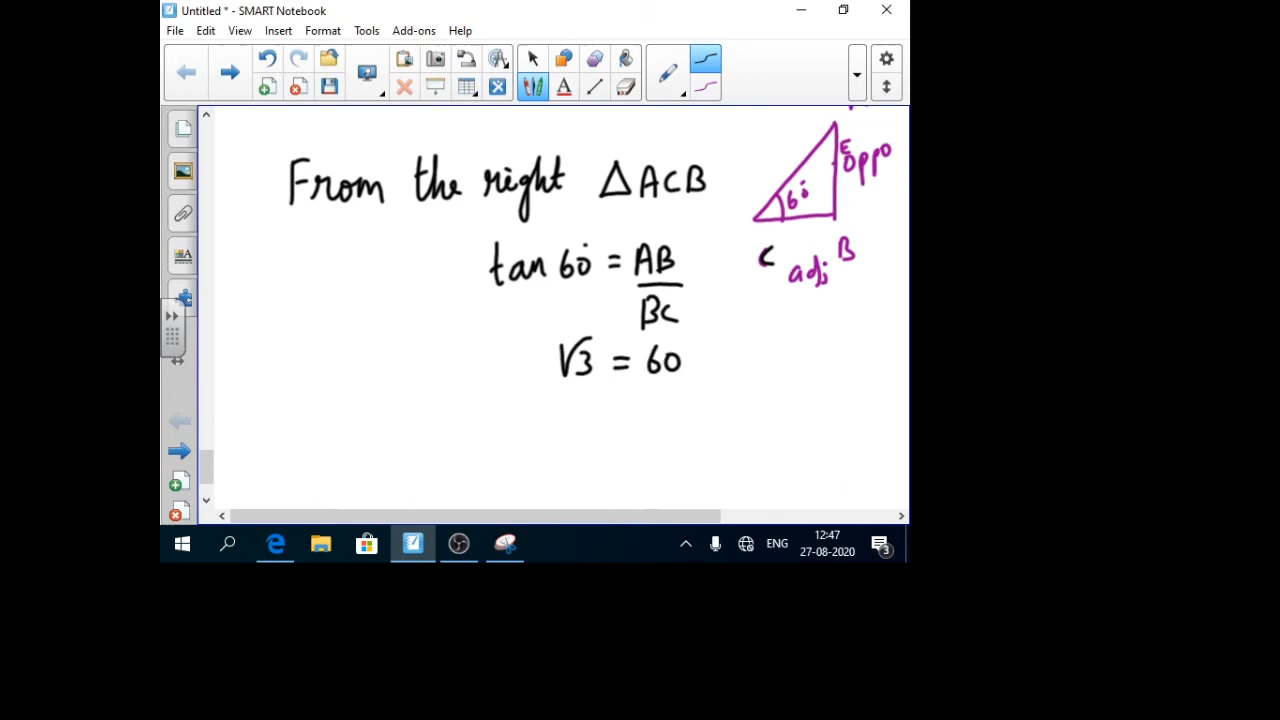 Untitled * - SMART Notebook
File Edit View Insert Format Tools Add-ons Help
From the right △ACB
tan 60° = AB
BC
√3 = 60
E
oppo
60°
C
adj
B
12:47
ENG
27-08-2020
3